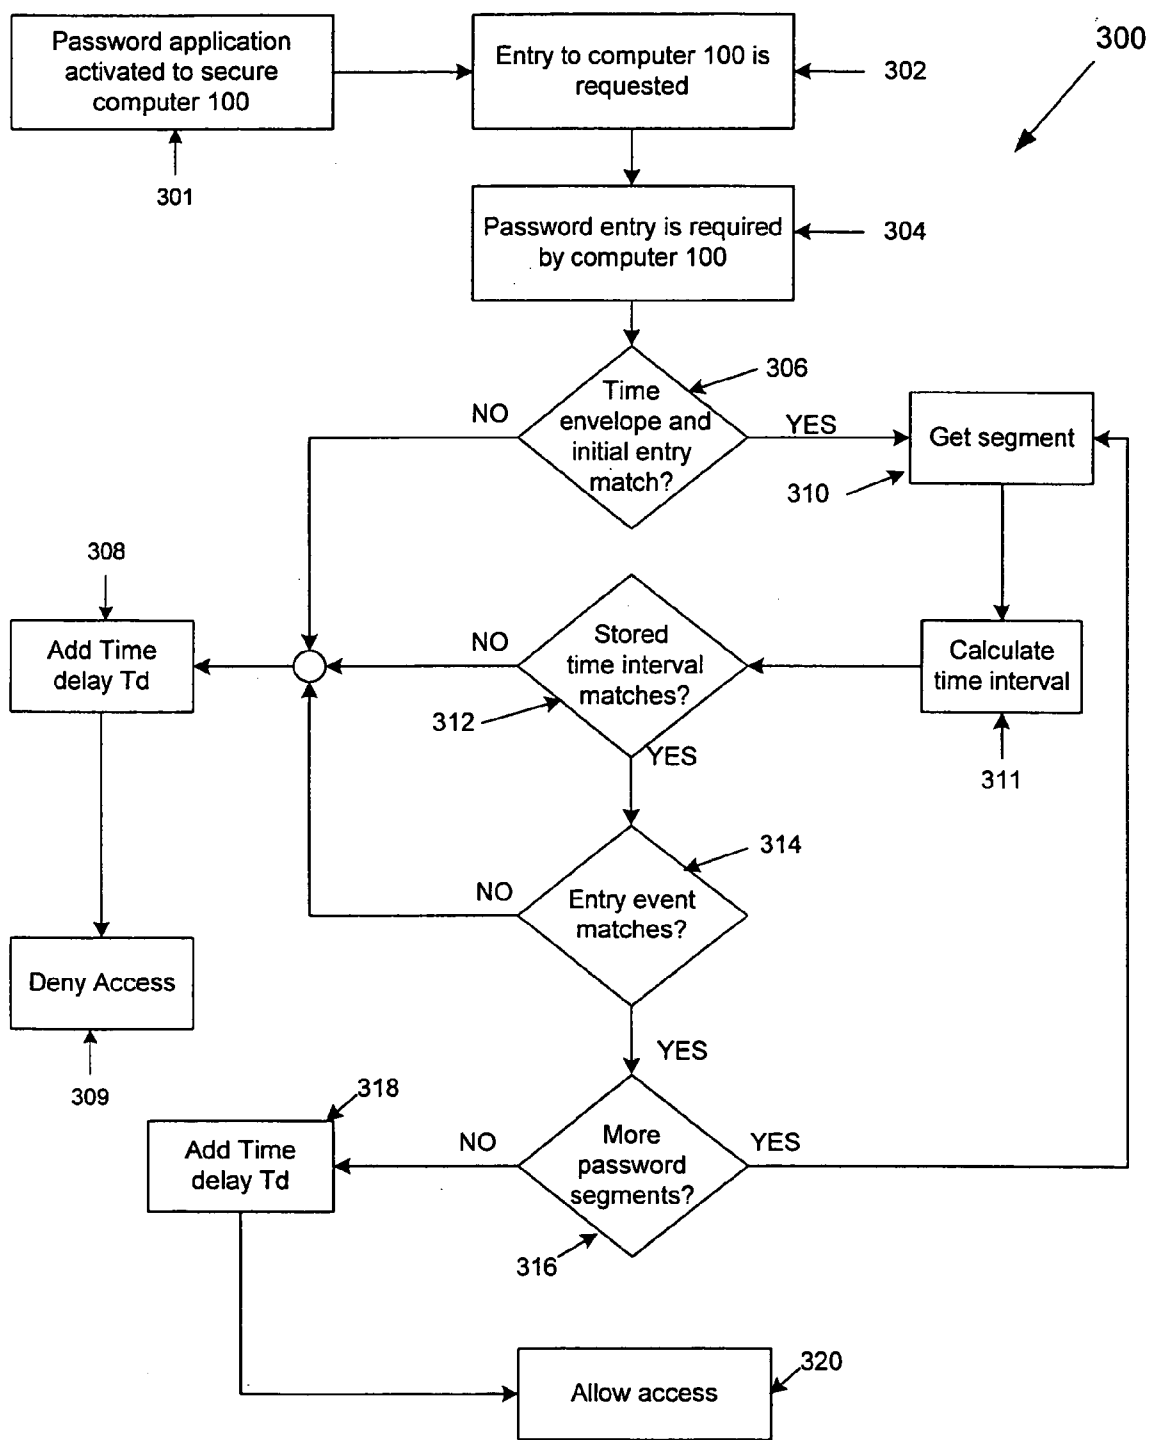 Password application
activated to secure
computer 100
Entry to computer 100 is
requested
300
302
301
Password entry is required
by computer 100
304
306
Time
envelope and
initial entry
match?
NO
YES
Get segment
310
308
Add Time
delay Td
NO
Stored
time interval
matches?
Calculate
time interval
312
YES
311
314
NO
Entry event
matches?
Deny Access
YES
309
318
Add Time
delay Td
NO
More
password
segments?
YES
316
320
Allow access